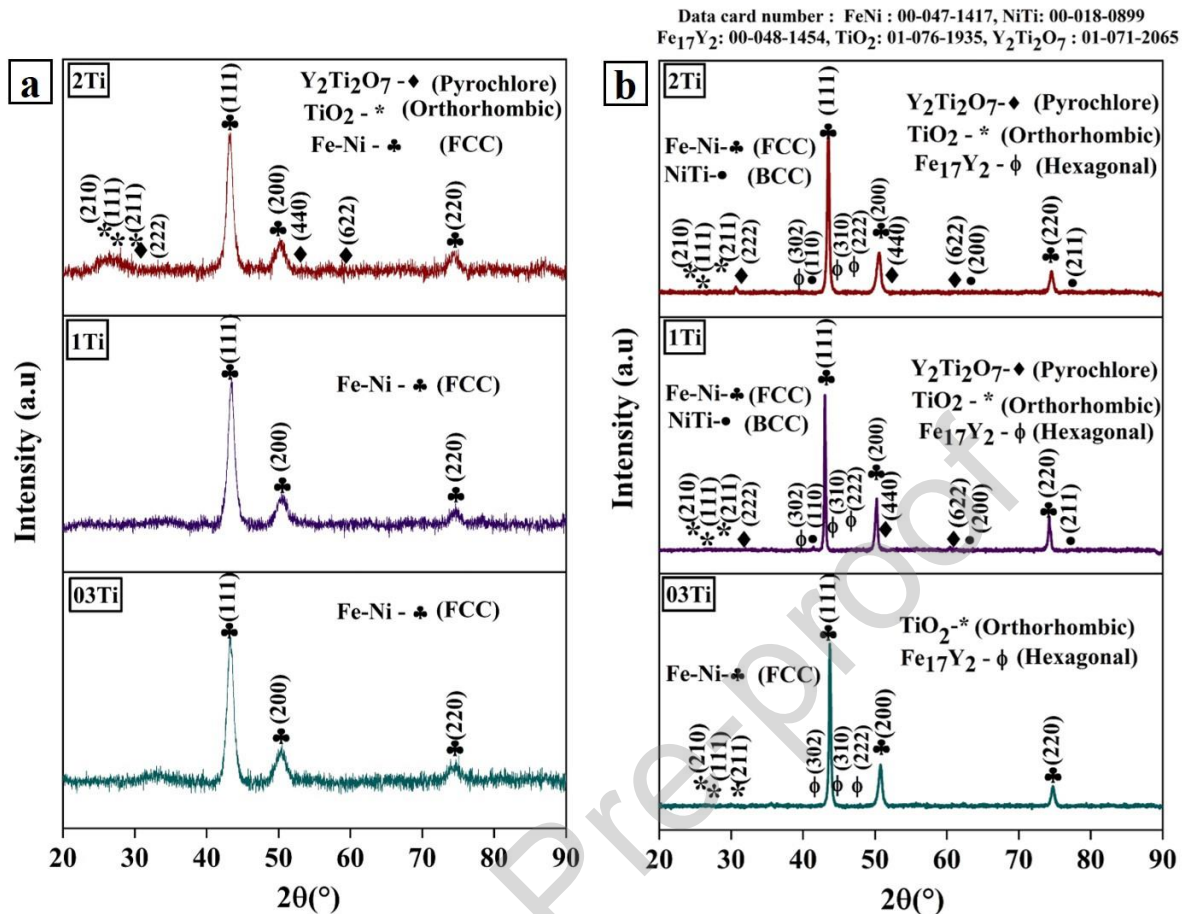 Data card number : FeNi : 00-047-1417, NiTi: 00-018-0899
Fe17Y2: 00-048-1454, TiO2: 01-076-1935, Y2Ti2O7 : 01-071-2065
a
2Ti
Y2Ti2O7 -♦ (Pyrochlore)
TiO2 - * (Orthorhombic)
Fe-Ni - ♣ (FCC)
(210)
(111)
(211)
(222)
(111)
(200)
(440)
(622)
(220)
1Ti
Fe-Ni - ♣ (FCC)
(111)
(200)
(220)
03Ti
Fe-Ni - ♣ (FCC)
(111)
(200)
(220)
Intensity (a.u)
20 30 40 50 60 70 80 90
2θ(°)
b
2Ti
Y2Ti2O7-♦ (Pyrochlore)
TiO2 - * (Orthorhombic)
Fe17Y2 - ϕ (Hexagonal)
Fe-Ni-♣ (FCC)
NiTi-● (BCC)
(210)
(111)
(211)
(222)
(302)
(110)
(111)
(310)
(222)
(200)
(440)
(622)
(200)
(220)
(211)
1Ti
Y2Ti2O7-♦ (Pyrochlore)
TiO2 - * (Orthorhombic)
Fe17Y2 - ϕ (Hexagonal)
Fe-Ni-♣ (FCC)
NiTi-● (BCC)
(210)
(111)
(211)
(222)
(302)
(110)
(111)
(310)
(222)
(200)
(440)
(622)
(200)
(220)
(211)
03Ti
TiO2-* (Orthorhombic)
Fe17Y2 - ϕ (Hexagonal)
Fe-Ni-♣ (FCC)
(210)
(111)
(211)
(302)
(111)
(310)
(222)
(200)
(220)
Intensity (a.u)
20 30 40 50 60 70 80 90
2θ(°)
Pre-proof